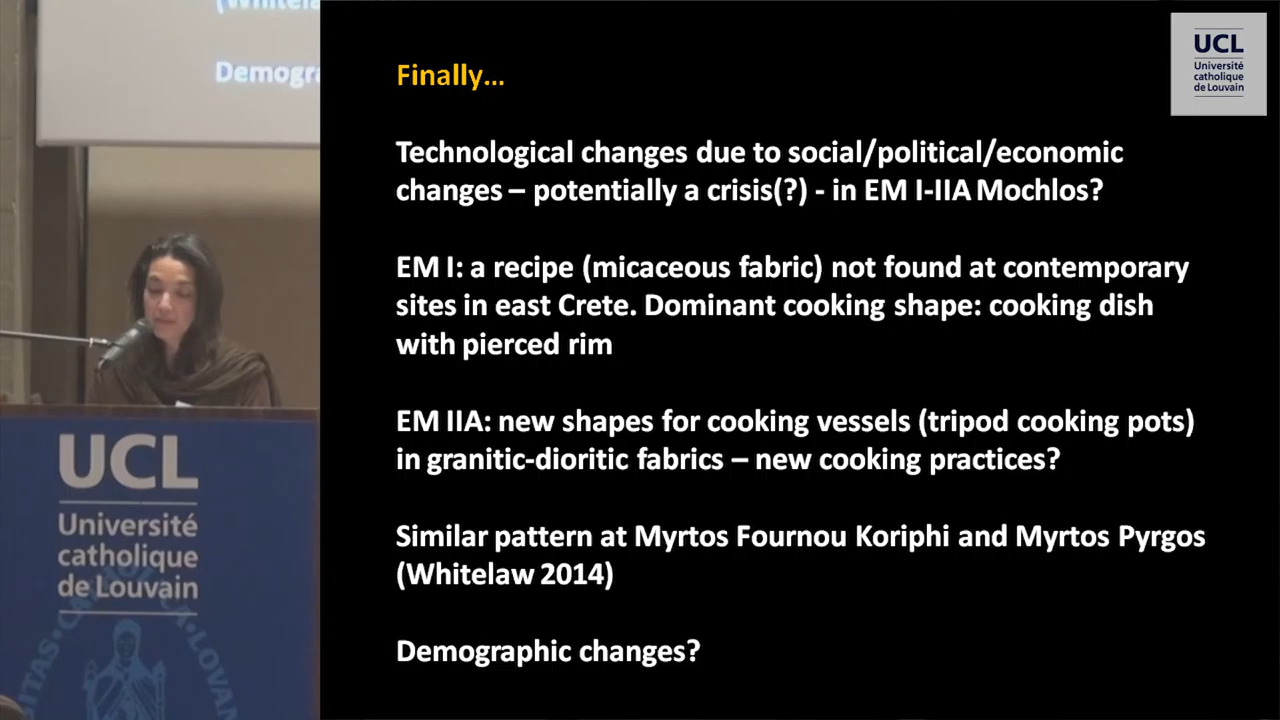 (Whitela
Demogra
UCL
Université
catholique
de Louvain
Finally...
Technological changes due to social/political/economic
changes – potentially a crisis(?) - in EM I-IIA Mochlos?
EM I: a recipe (micaceous fabric) not found at contemporary
sites in east Crete. Dominant cooking shape: cooking dish
with pierced rim
EM IIA: new shapes for cooking vessels (tripod cooking pots)
in granitic-dioritic fabrics – new cooking practices?
Similar pattern at Myrtos Fournou Koriphi and Myrtos Pyrgos
(Whitelaw 2014)
Demographic changes?
UCL
Université
catholique
de Louvain